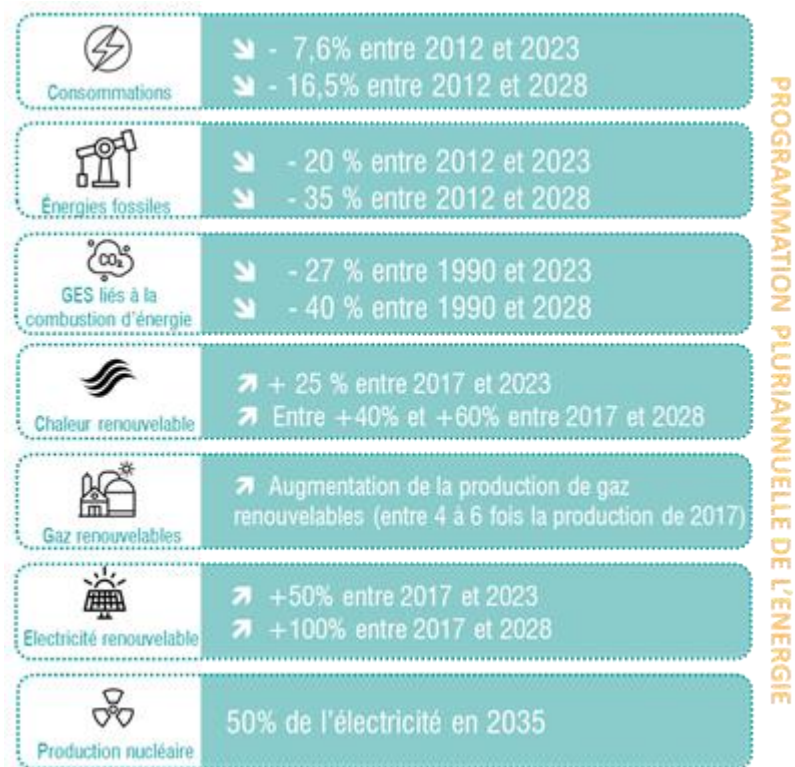 Consommations
- 7,6% entre 2012 et 2023
- 16,5% entre 2012 et 2028
Énergies fossiles
- 20 % entre 2012 et 2023
- 35 % entre 2012 et 2028
CO₂
GES liés à la
combustion d'énergie
- 27 % entre 1990 et 2023
- 40 % entre 1990 et 2028
Chaleur renouvelable
+ 25 % entre 2017 et 2023
Entre +40% et +60% entre 2017 et 2028
Gaz renouvelables
Augmentation de la production de gaz
renouvelables (entre 4 à 6 fois la production de 2017)
Electricité renouvelable
+50% entre 2017 et 2023
+100% entre 2017 et 2028
Production nucléaire
50% de l'électricité en 2035
PROGRAMMATION PLURIANNUELLE DE L'ENERGIE